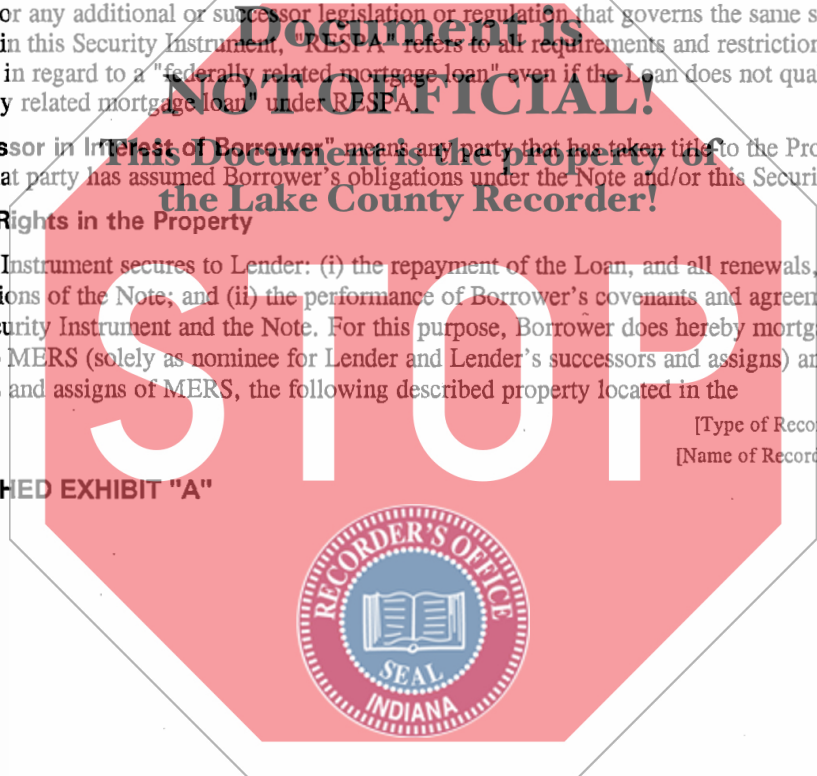 or any additional or successor legislation or regulation that governs the same s
Document is
in this Security Instrument, "RESPA" refers to all requirements and restriction
in regard to a "federally related mortgage loan" even if the Loan does not qua
NOT OFFICIAL!
y related mortgage loan" under RESPA.
ssor in Interest of Borrower" means any party that has taken title to the Pro
This Document is the property of
at party has assumed Borrower's obligations under the Note and/or this Securi
the Lake County Recorder!
Rights in the Property
Instrument secures to Lender: (i) the repayment of the Loan, and all renewals,
ions of the Note; and (ii) the performance of Borrower's covenants and agreem
urity Instrument and the Note. For this purpose, Borrower does hereby mortga
MERS (solely as nominee for Lender and Lender's successors and assigns) an
and assigns of MERS, the following described property located in the
STOP
[Type of Reco
[Name of Record
HED EXHIBIT "A"
RECORDER'S OFFICE
SEAL
INDIANA